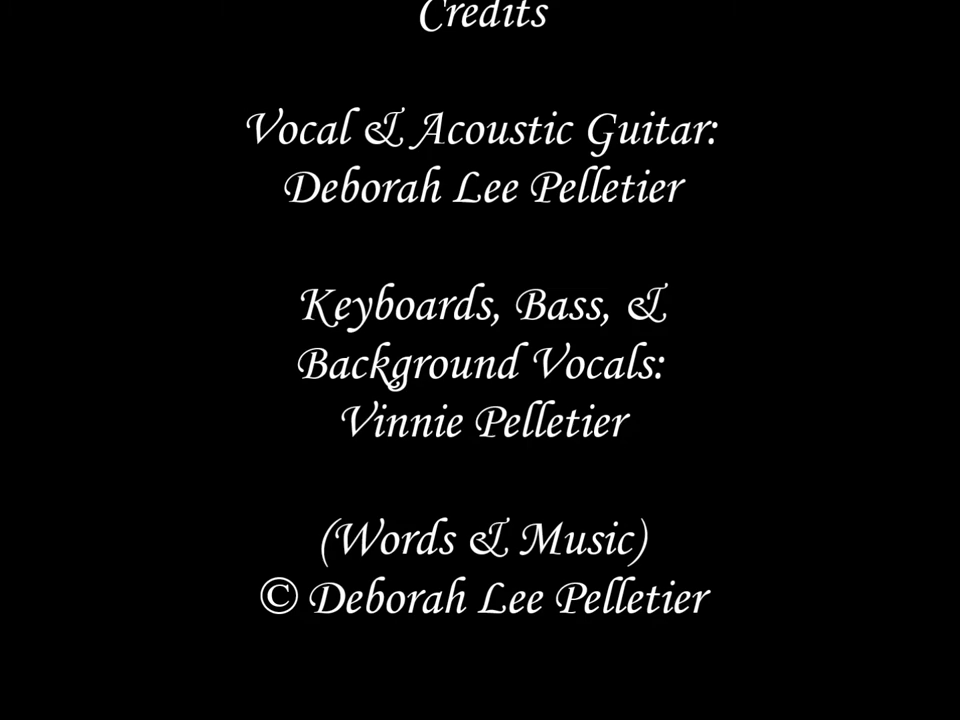 Credits
Vocal & Acoustic Guitar:
Deborah Lee Pelletier
Keyboards, Bass, &
Background Vocals:
Vinnie Pelletier
(Words & Music)
© Deborah Lee Pelletier